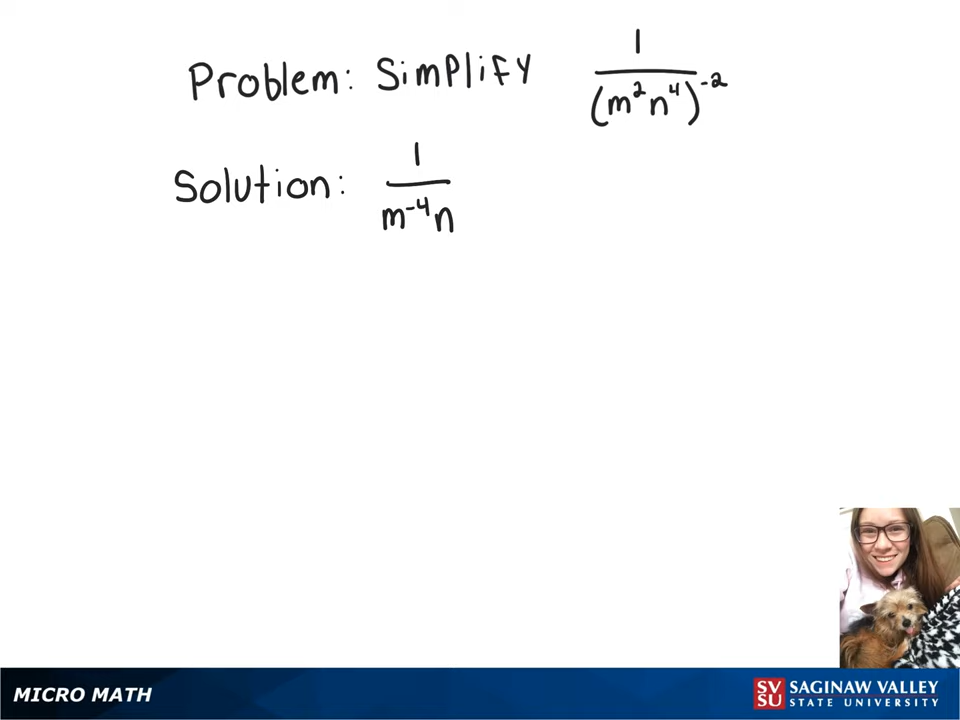 Problem: Simplify 1/(m²n⁴)⁻²
Solution: 1/m⁻⁴n
MICRO MATH
SV SU SAGINAW VALLEY
STATE UNIVERSITY